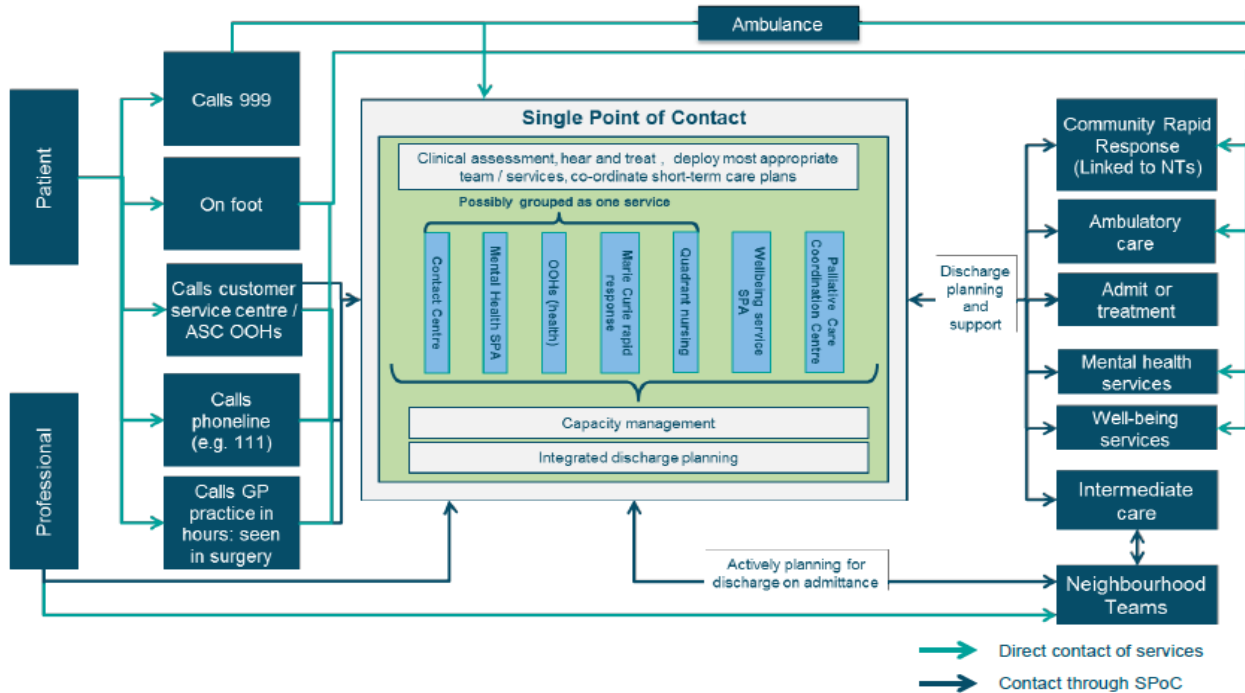 Ambulance
Patient
Professional
Calls 999
On foot
Calls customer
service centre /
ASC OOHs
Calls
phoneline
(e.g. 111)
Calls GP
practice in
hours: seen
in surgery
Single Point of Contact
Clinical assessment, hear and treat , deploy most appropriate
team / services, co-ordinate short-term care plans
Possibly grouped as one service
Contact Centre
Mental Health SPA
OOHs (health)
Marie Curie rapid
response
Quadrant nursing
Wellbeing service
SPA
Palliative Care
Coordination Centre
Capacity management
Integrated discharge planning
Discharge
planning
and
support
Actively planning for
discharge on admittance
Community Rapid
Response
(Linked to NTs)
Ambulatory
care
Admit or
treatment
Mental health
services
Well-being
services
Intermediate
care
Neighbourhood
Teams
Direct contact of services
Contact through SPoC